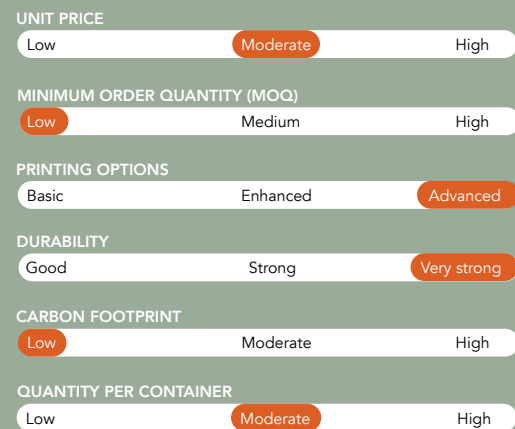 UNIT PRICE
Low Moderate High
MINIMUM ORDER QUANTITY (MOQ)
Low Medium High
PRINTING OPTIONS
Basic Enhanced Advanced
DURABILITY
Good Strong Very strong
CARBON FOOTPRINT
Low Moderate High
QUANTITY PER CONTAINER
Low Moderate High